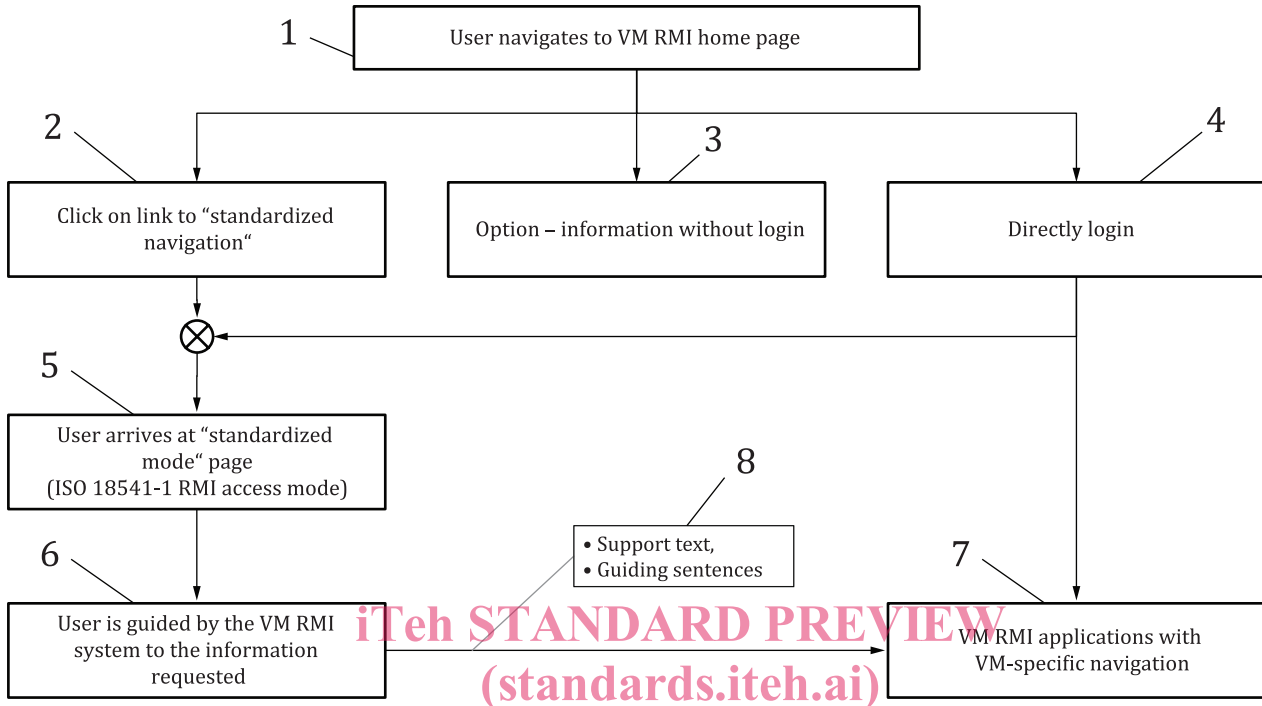 1
User navigates to VM RMI home page
2
3
4
Click on link to “standardized
navigation“
Option – information without login
Directly login
5
User arrives at “standardized
mode“ page
(ISO 18541-1 RMI access mode)
8
• Support text,
• Guiding sentences
6
7
User is guided by the VM RMI
system to the information
requested
VM RMI applications with
VM-specific navigation
iTeh STANDARD PREVIEW
(standards.iteh.ai)